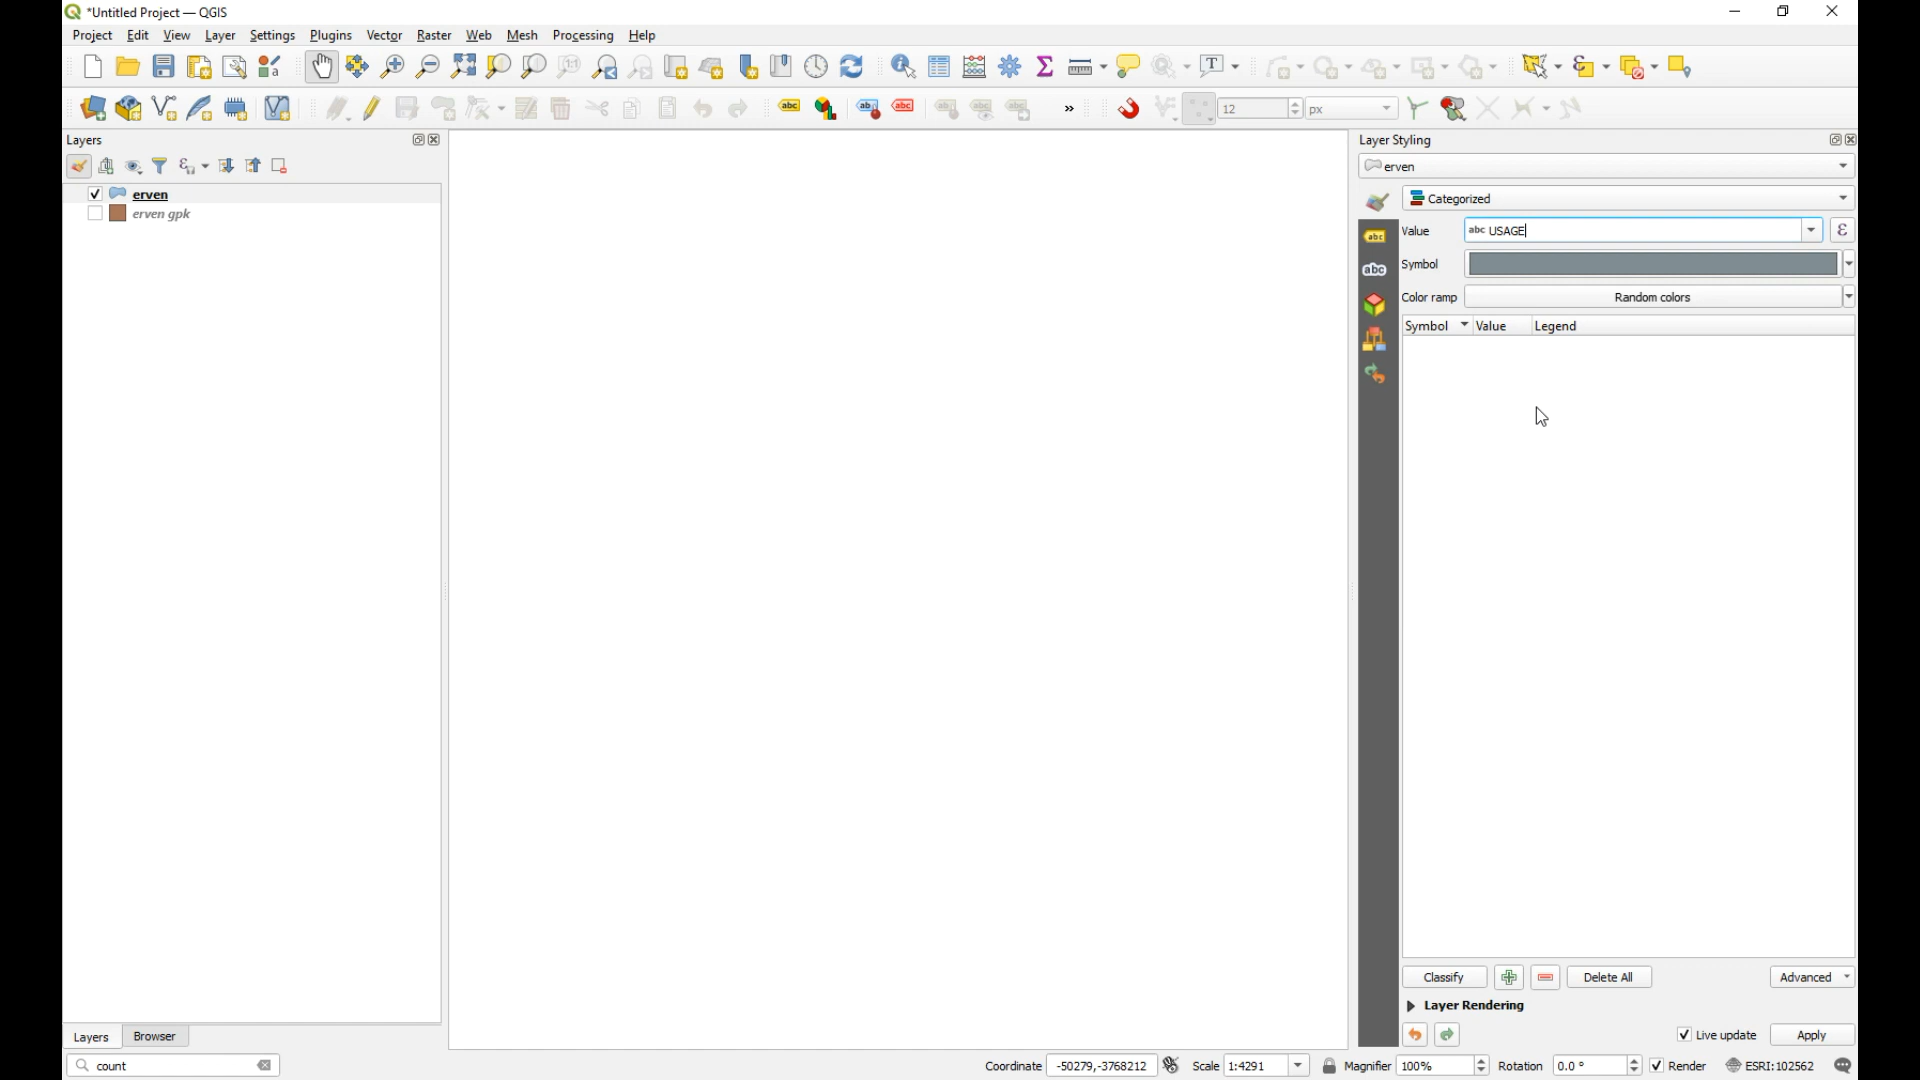 *Untitled Project — QGIS
Project Edit View Layer Settings Plugins Vector Raster Web Mesh Processing Help
12 px
Layers
erven
erven gpk
Layers Browser
count
Layer Styling
erven
Categorized
Value abc USAGE
Symbol
Color ramp Random colors
Symbol Value Legend
Classify Delete All Advanced
Layer Rendering
Live update Apply
Coordinate -50279,-3768212 Scale 1:4291 Magnifier 100% Rotation 0.0 ° Render ESRI:102562